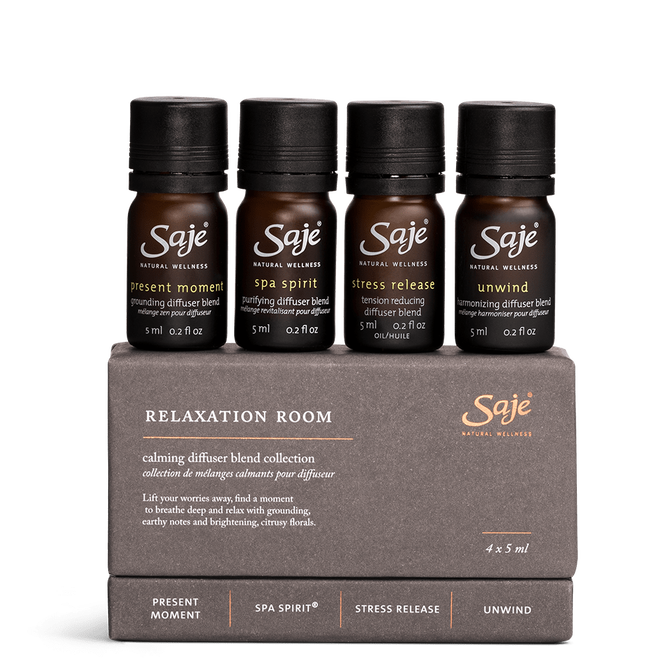 Saje®
NATURAL WELLNESS
present moment
grounding diffuser blend
mélange zen pour diffuseur
5 ml 0.2 fl oz
Saje®
NATURAL WELLNESS
spa spirit
purifying diffuser blend
mélange revitalisant pour diffuseur
5 ml 0.2 fl oz
Saje®
NATURAL WELLNESS
stress release
tension reducing
diffuser blend
5 ml 0.2 fl oz
OIL/HUILE
Saje®
NATURAL WELLNESS
unwind
harmonizing diffuser blend
mélange harmoniser pour diffuseur
5 ml 0.2 fl oz
RELAXATION ROOM
calming diffuser blend collection
collection de mélanges calmants pour diffuseur
Lift your worries away, find a moment
to breathe deep and relax with grounding,
earthy notes and brightening, citrusy florals.
Saje®
NATURAL WELLNESS
4 x 5 ml
PRESENT
MOMENT
SPA SPIRIT®
STRESS RELEASE
UNWIND